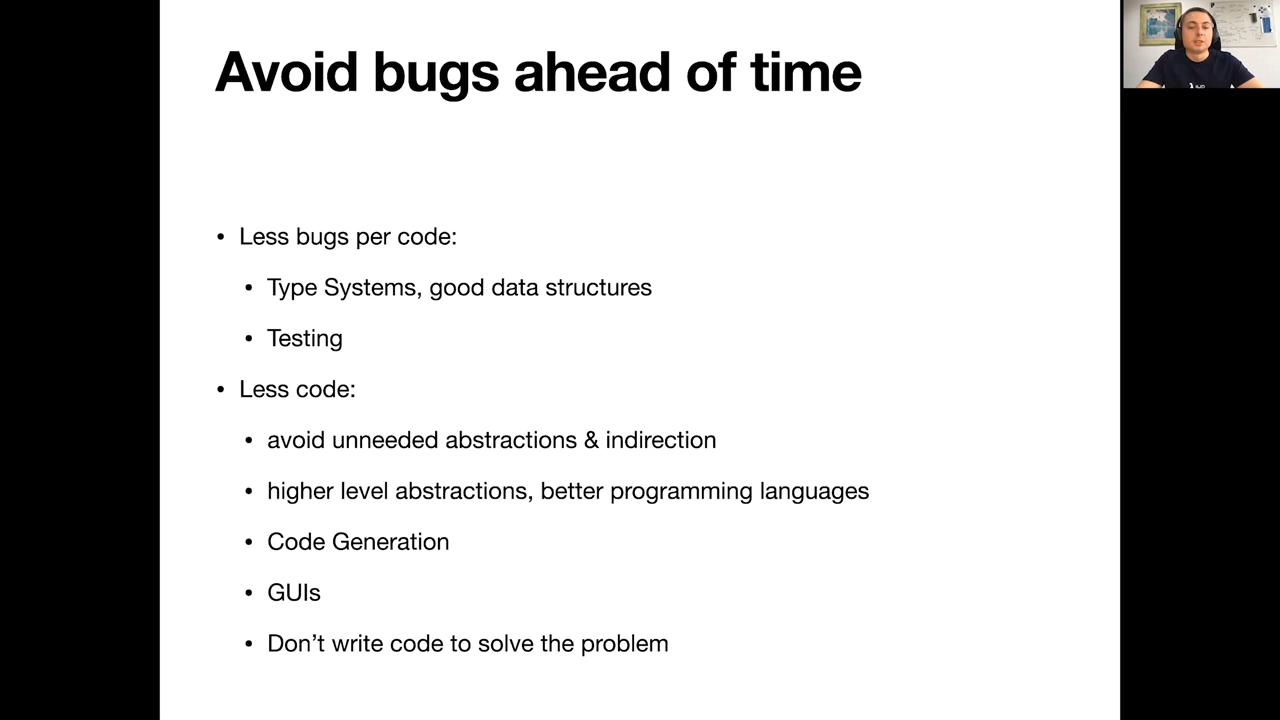 Avoid bugs ahead of time
• Less bugs per code:
• Type Systems, good data structures
• Testing
• Less code:
• avoid unneeded abstractions & indirection
• higher level abstractions, better programming languages
• Code Generation
• GUIs
• Don’t write code to solve the problem